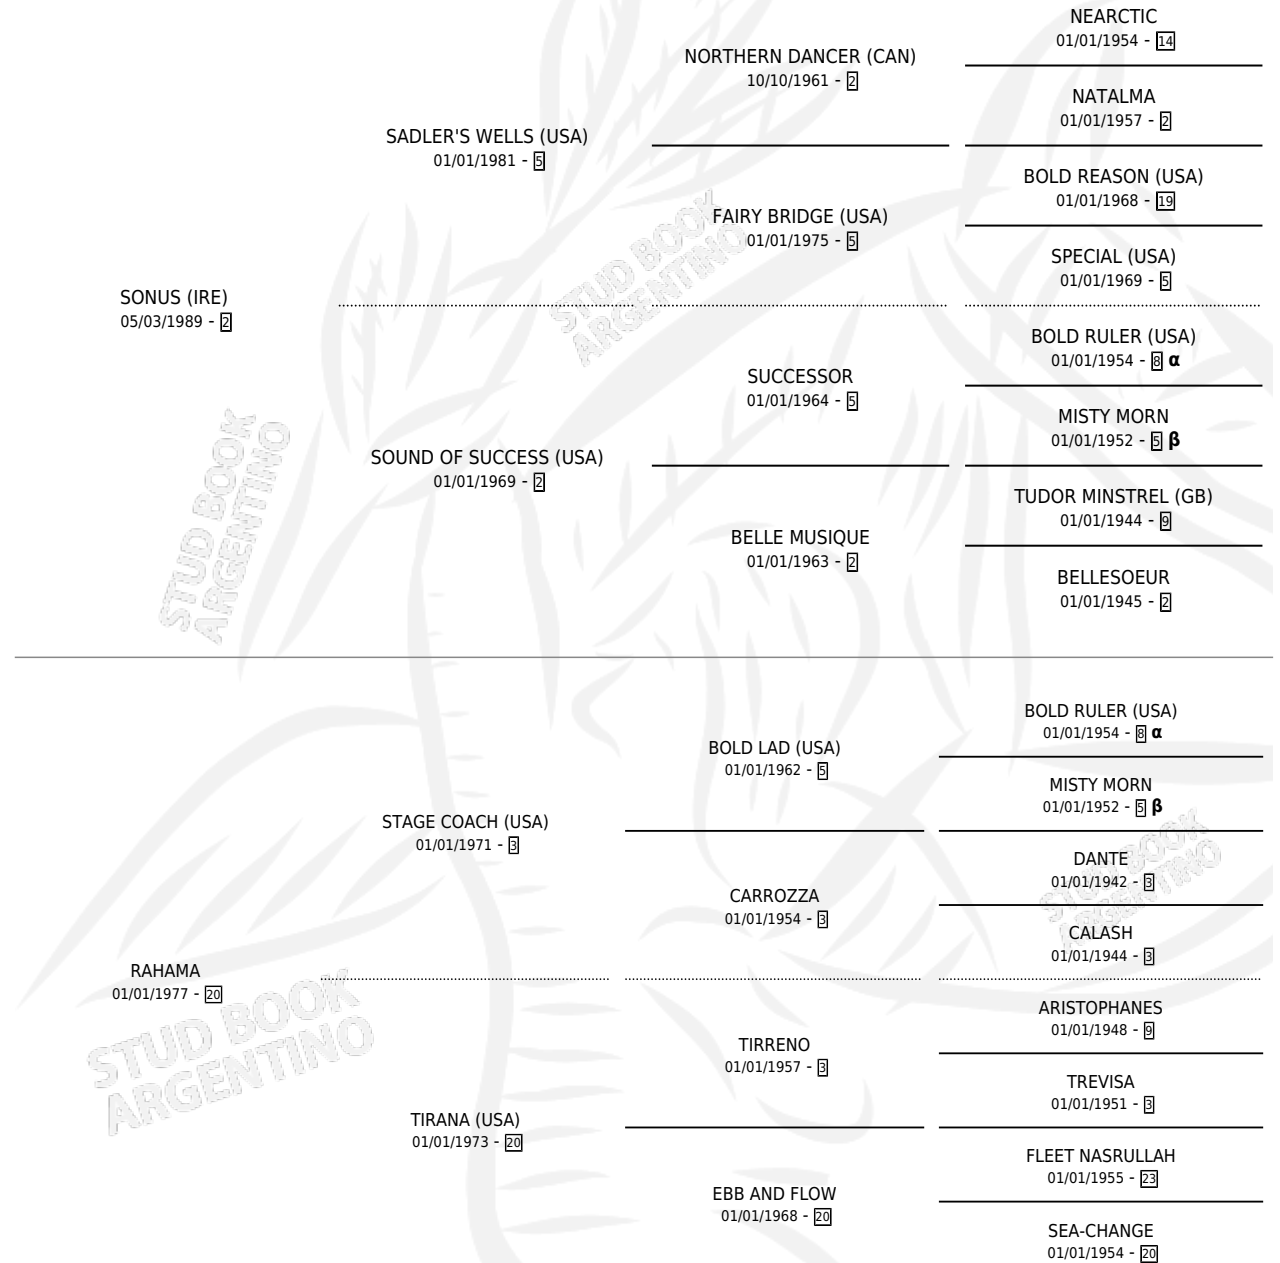 NEARCTIC
01/01/1954 - 14
NORTHERN DANCER (CAN)
10/10/1961 - 2
NATALMA
01/01/1957 - 2
SADLER'S WELLS (USA)
01/01/1981 - 5
BOLD REASON (USA)
01/01/1968 - 19
FAIRY BRIDGE (USA)
01/01/1975 - 5
SPECIAL (USA)
01/01/1969 - 5
SONUS (IRE)
05/03/1989 - 2
BOLD RULER (USA)
01/01/1954 - 8 α
SUCCESSOR
01/01/1964 - 5
MISTY MORN
01/01/1952 - 5 β
SOUND OF SUCCESS (USA)
01/01/1969 - 2
TUDOR MINSTREL (GB)
01/01/1944 - 9
BELLE MUSIQUE
01/01/1963 - 2
BELLESOEUR
01/01/1945 - 2
STUD BOOK
ARGENTINO
STUD BOOK
ARGENTINO
BOLD RULER (USA)
01/01/1954 - 8 α
BOLD LAD (USA)
01/01/1962 - 5
MISTY MORN
01/01/1952 - 5 β
STAGE COACH (USA)
01/01/1971 - 3
DANTE
01/01/1942 - 3
CARROZZA
01/01/1954 - 3
CALASH
01/01/1944 - 3
RAHAMA
01/01/1977 - 20
ARISTOPHANES
01/01/1948 - 9
TIRRENO
01/01/1957 - 3
TREVISA
01/01/1951 - 3
TIRANA (USA)
01/01/1973 - 20
FLEET NASRULLAH
01/01/1955 - 23
EBB AND FLOW
01/01/1968 - 20
SEA-CHANGE
01/01/1954 - 20
STUD BOOK
ARGENTINO
STUD BOOK
ARGENTINO